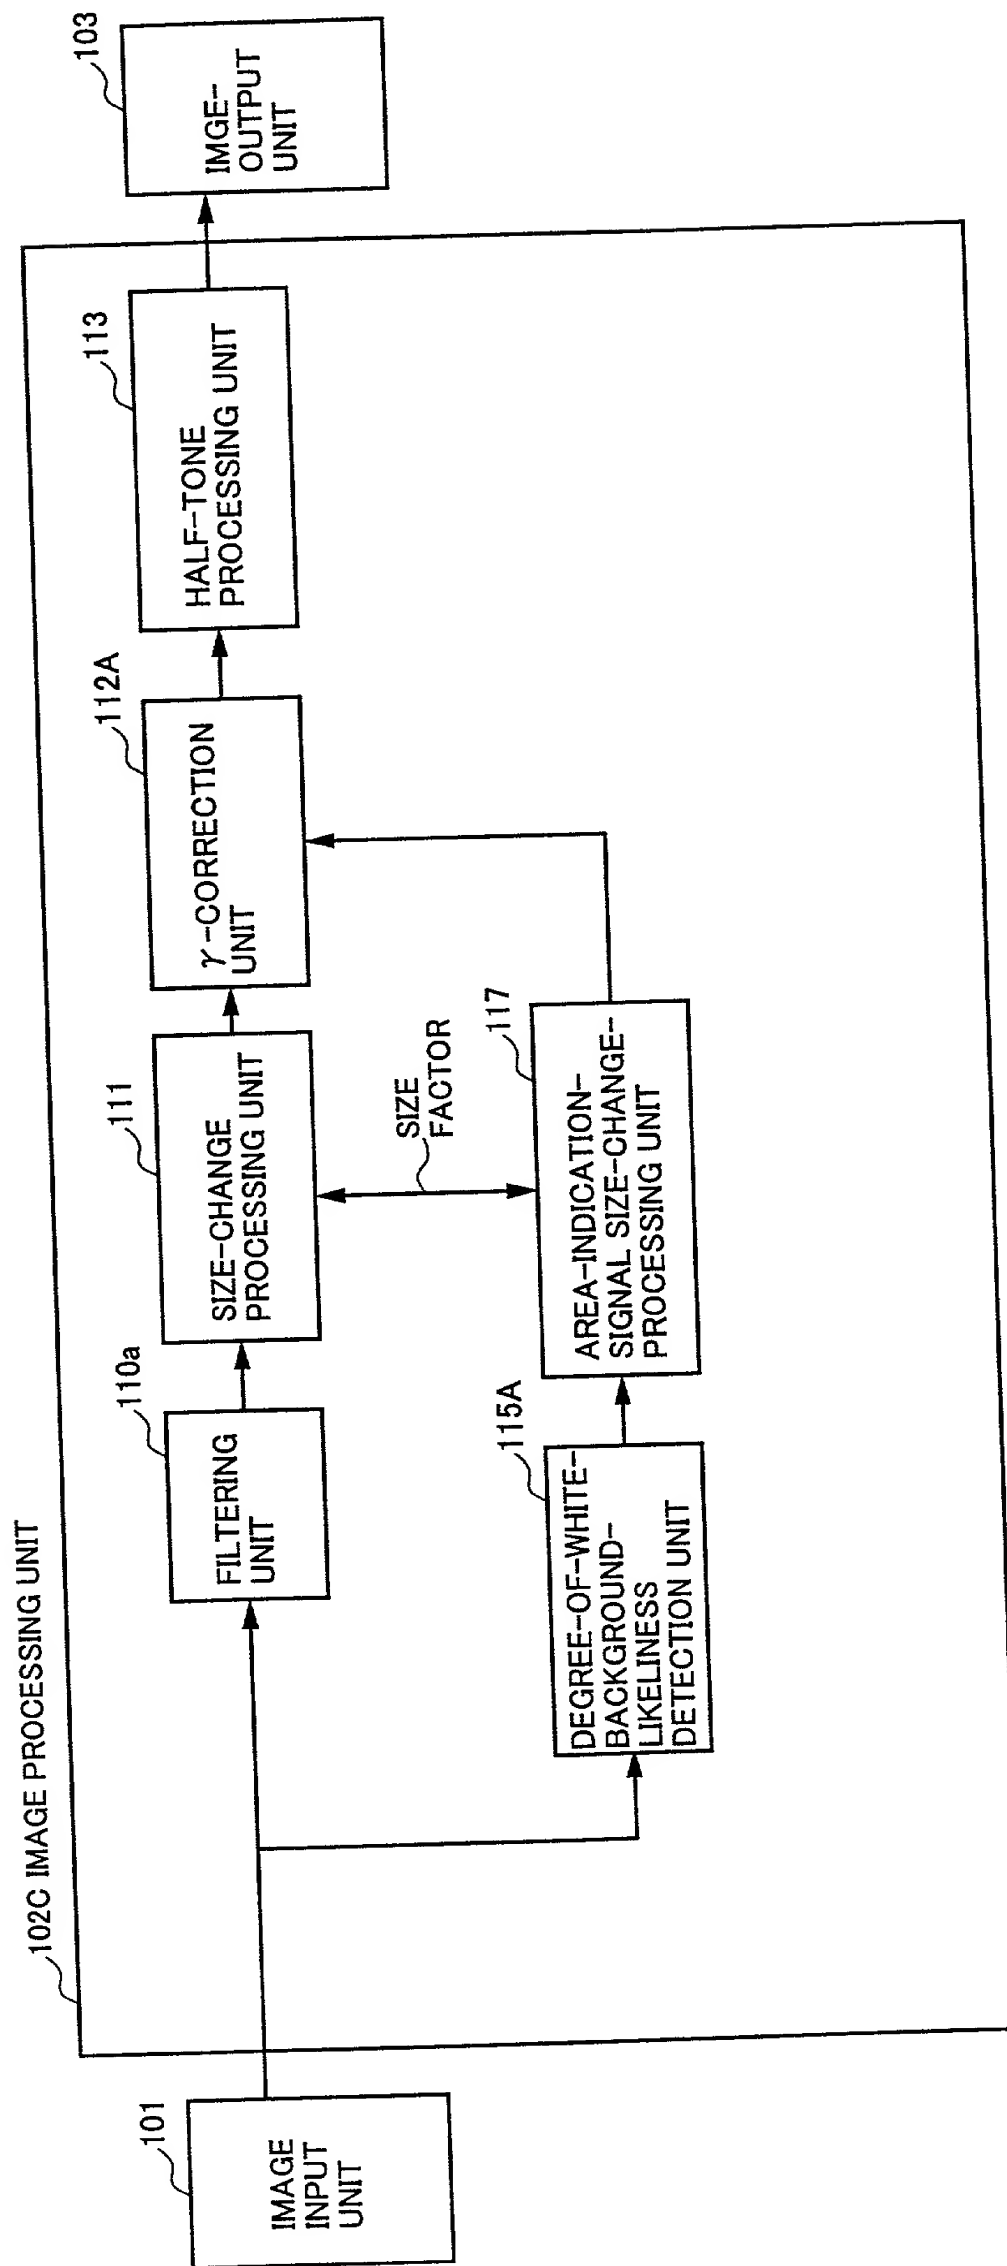 102C IMAGE PROCESSING UNIT
101
IMAGE
INPUT
UNIT
110a
FILTERING
UNIT
111
SIZE-CHANGE
PROCESSING UNIT
112A
γ-CORRECTION
UNIT
113
HALF-TONE
PROCESSING UNIT
103
IMGE-
OUTPUT
UNIT
SIZE
FACTOR
115A
DEGREE-OF-WHITE-
BACKGROUND-
LIKELINESS
DETECTION UNIT
117
AREA-INDICATION-
SIGNAL SIZE-CHANGE-
PROCESSING UNIT